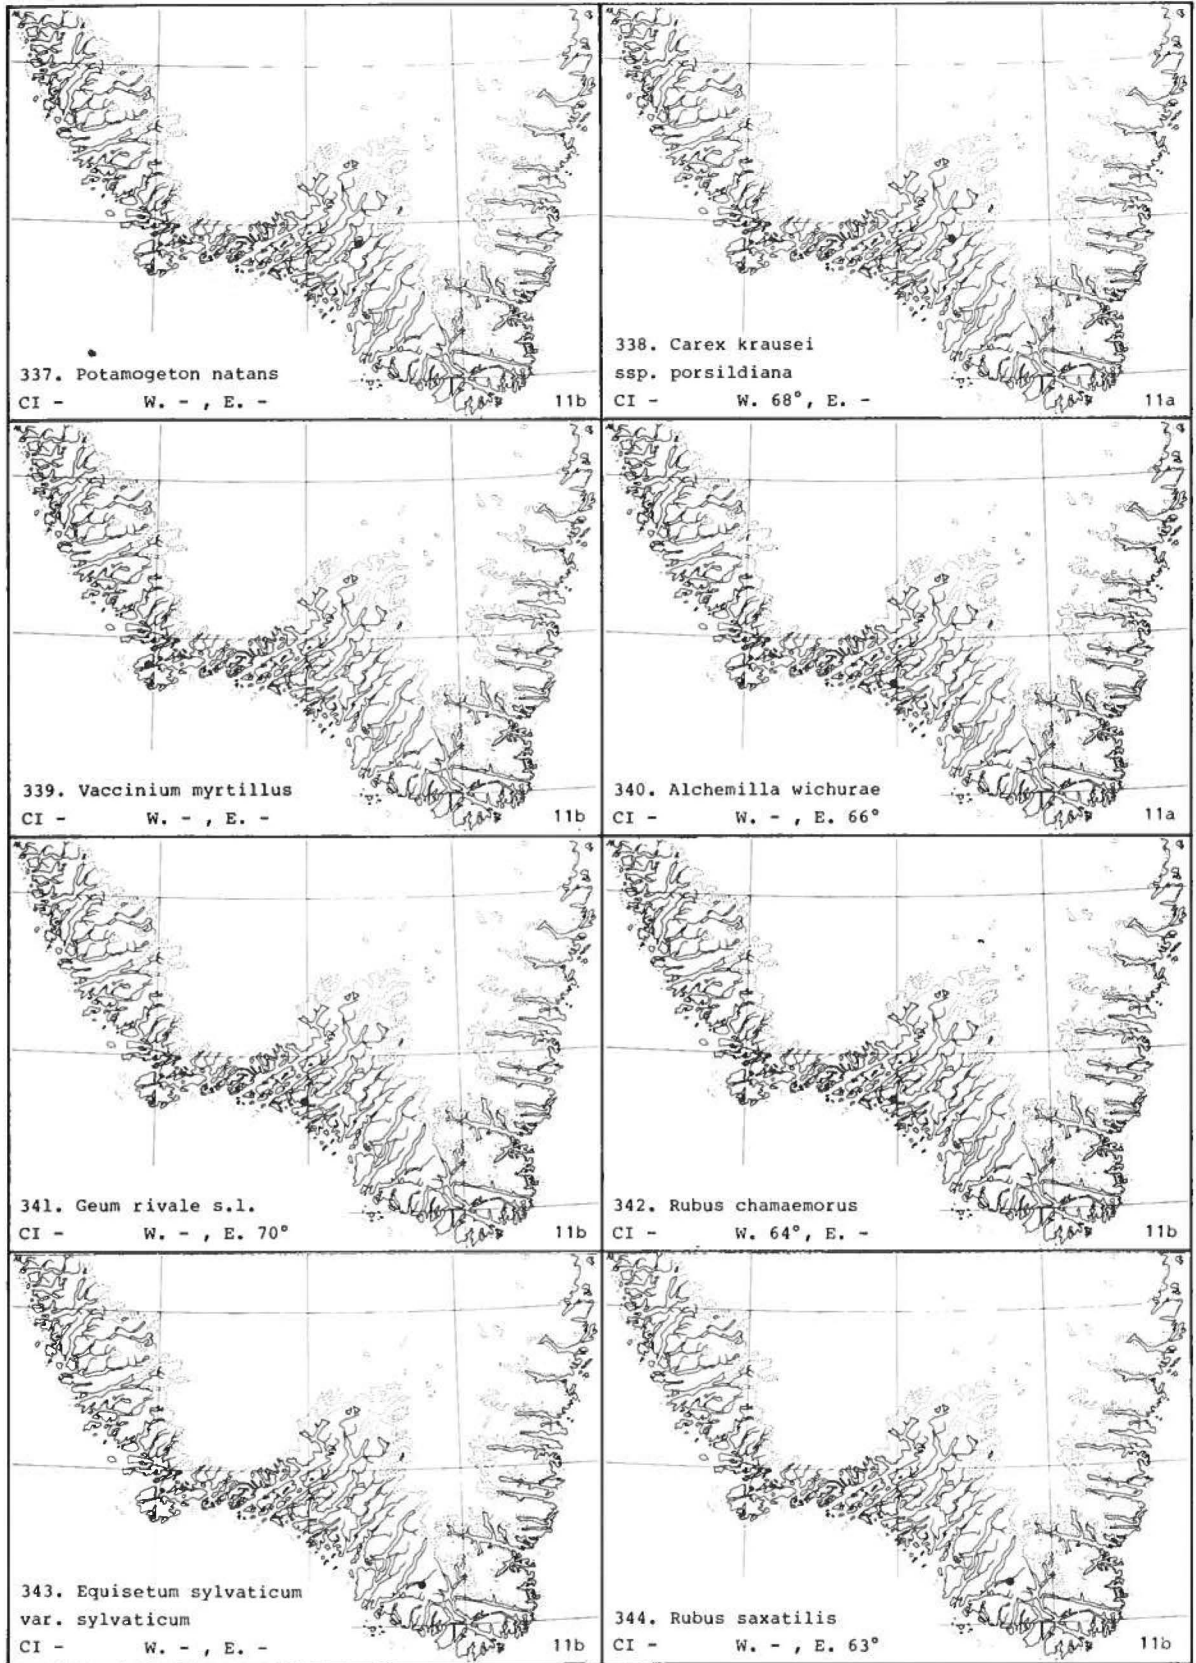 337. Potamogeton natans
CI - W. - , E. - 11b
338. Carex krausei
ssp. porsildiana
CI - W. 68°, E. - 11a
339. Vaccinium myrtillus
CI - W. - , E. - 11b
340. Alchemilla wichurae
CI - W. - , E. 66° 11a
341. Geum rivale s.l.
CI - W. - , E. 70° 11b
342. Rubus chamaemorus
CI - W. 64°, E. - 11b
343. Equisetum sylvaticum
var. sylvaticum
CI - W. - , E. - 11b
344. Rubus saxatilis
CI - W. - , E. 63° 11b